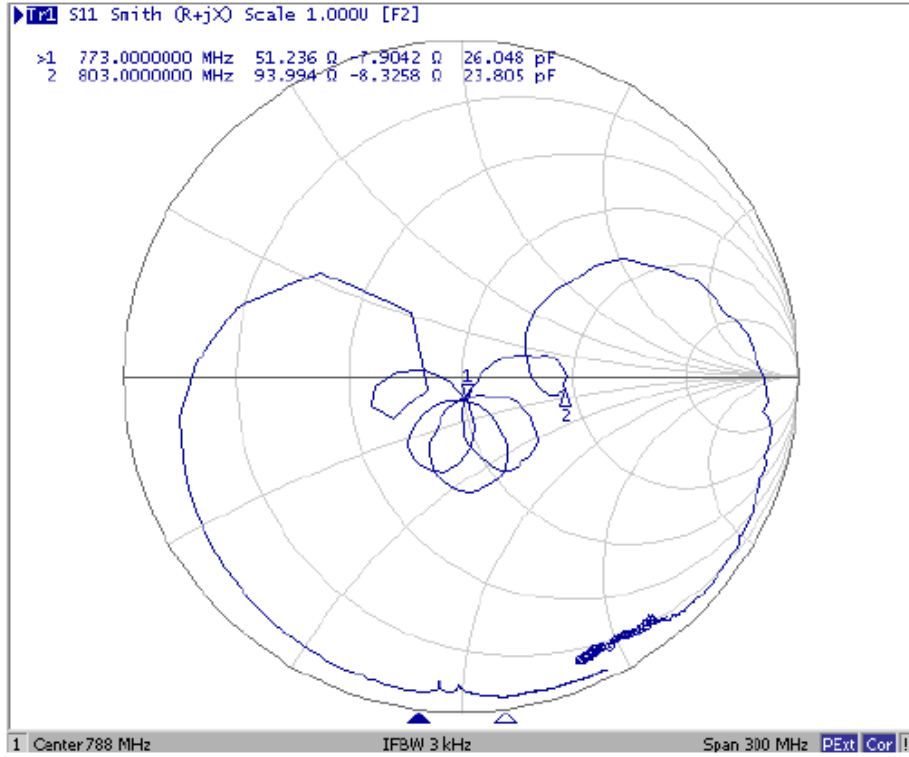 Tr1 S11 Smith (R+jX) Scale 1.000U [F2]
>1 773.0000000 MHz 51.236 Ω -7.9042 Ω 26.048 pF
2 803.0000000 MHz 93.994 Ω -8.3258 Ω 23.805 pF
1
2
1 Center 788 MHz IFBW 3 kHz Span 300 MHz PExt Cor !